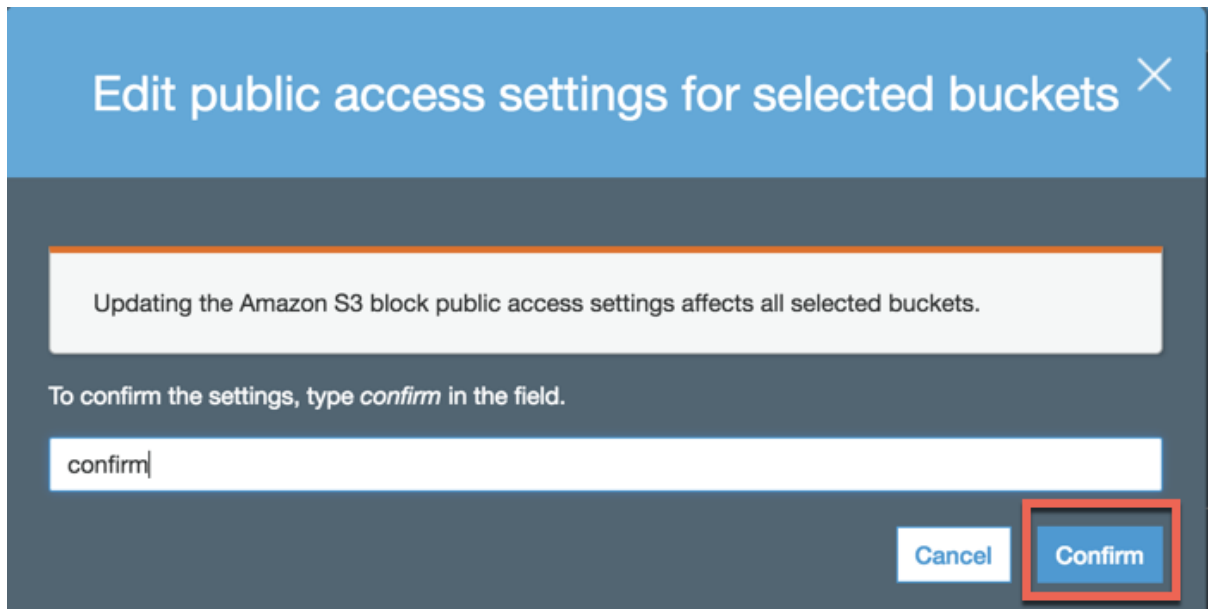 Edit public access settings for selected buckets
Updating the Amazon S3 block public access settings affects all selected buckets.
To confirm the settings, type confirm in the field.
confirm
Cancel
Confirm